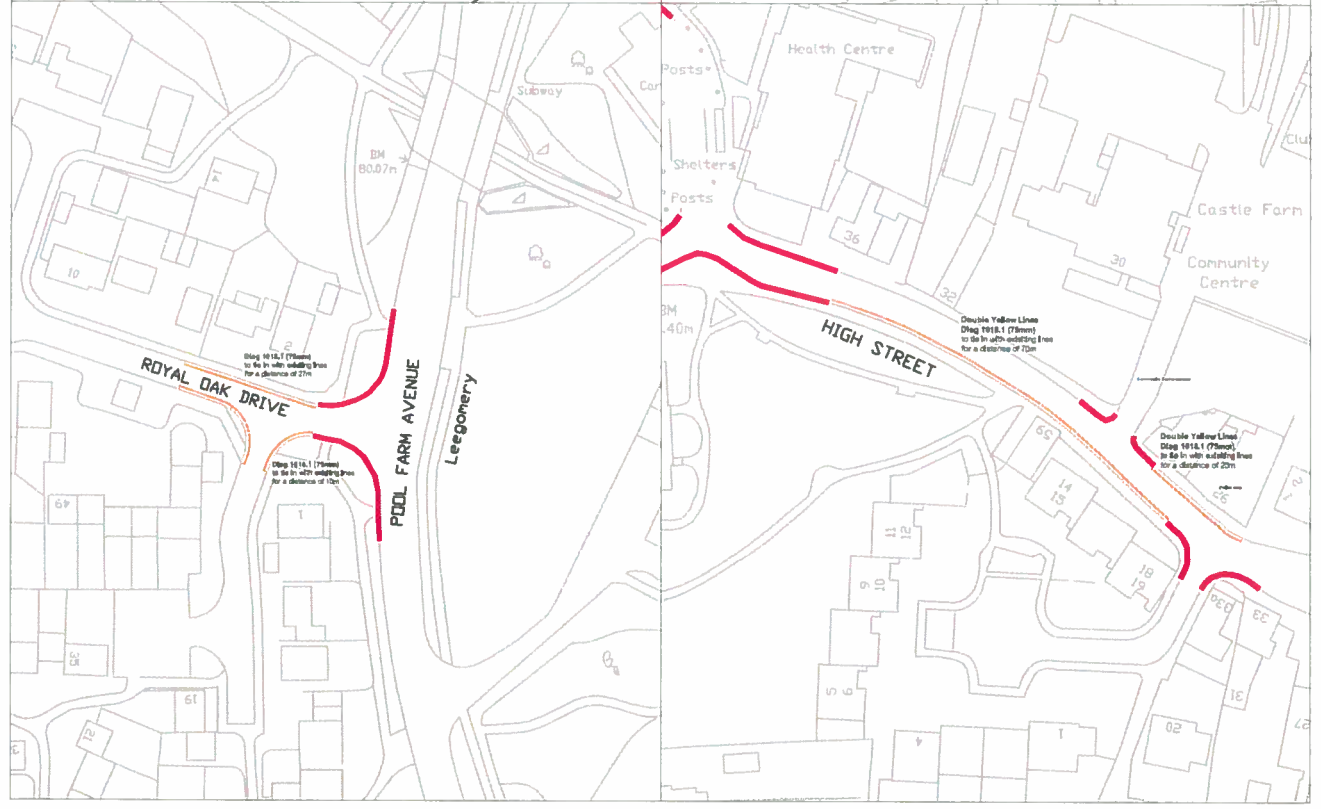 Subway
BM
80.07m
14
10
2
Diag 1018.1 (75mm)
to tie in with existing lines
for a distance of 27m
ROYAL OAK DRIVE
POOL FARM AVENUE
Leegomery
Diag 1018.1 (75mm)
to tie in with existing lines
for a distance of 10m
49
1
35
19
12
Health Centre
Posts
Shelters
Posts
36
32
30
Castle Farm
Community
Centre
.40m
HIGH STREET
Double Yellow Lines
Diag 1018.1 (75mm)
to tie in with existing lines
for a distance of 70m
Double Yellow Lines
Diag 1018.1 (75mm)
to tie in with existing lines
for a distance of 23m
59
14
15
11
12
9
10
18
19
5
6
4
1
33
31
20
27